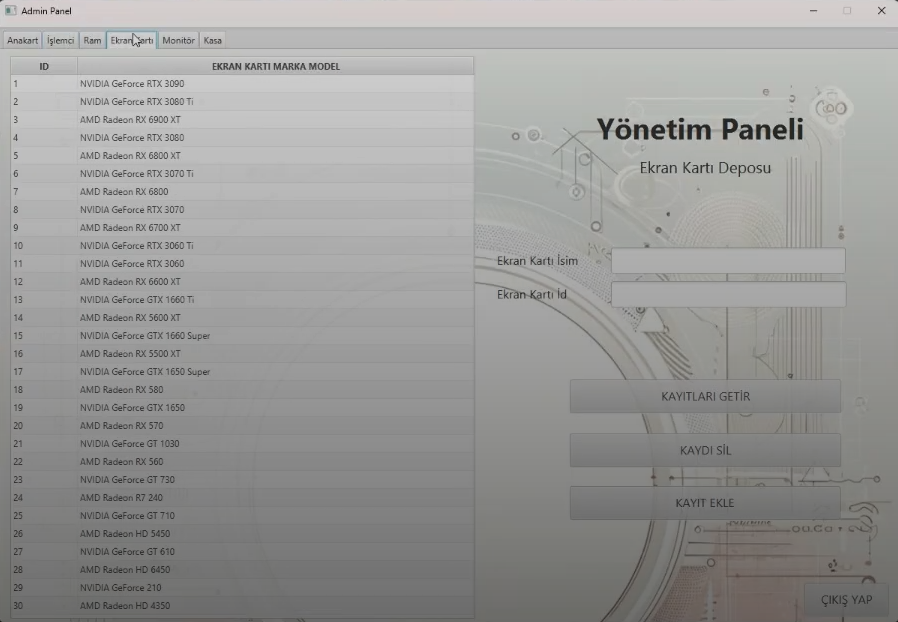 Admin Panel
Anakart İşlemci Ram Ekran Kartı Monitör Kasa
ID EKRAN KARTI MARKA MODEL
1 NVIDIA GeForce RTX 3090
2 NVIDIA GeForce RTX 3080 Ti
3 AMD Radeon RX 6900 XT
4 NVIDIA GeForce RTX 3080
5 AMD Radeon RX 6800 XT
6 NVIDIA GeForce RTX 3070 Ti
7 AMD Radeon RX 6800
8 NVIDIA GeForce RTX 3070
9 AMD Radeon RX 6700 XT
10 NVIDIA GeForce RTX 3060 Ti
11 NVIDIA GeForce RTX 3060
12 AMD Radeon RX 6600 XT
13 NVIDIA GeForce GTX 1660 Ti
14 AMD Radeon RX 5600 XT
15 NVIDIA GeForce GTX 1660 Super
16 AMD Radeon RX 5500 XT
17 NVIDIA GeForce GTX 1650 Super
18 AMD Radeon RX 580
19 NVIDIA GeForce GTX 1650
20 AMD Radeon RX 570
21 NVIDIA GeForce GT 1030
22 AMD Radeon RX 560
23 NVIDIA GeForce GT 730
24 AMD Radeon R7 240
25 NVIDIA GeForce GT 710
26 AMD Radeon HD 5450
27 NVIDIA GeForce GT 610
28 AMD Radeon HD 6450
29 NVIDIA GeForce 210
30 AMD Radeon HD 4350
Yönetim Paneli
Ekran Kartı Deposu
Ekran Kartı İsim
Ekran Kartı İd
KAYITLARI GETİR
KAYDI SİL
KAYIT EKLE
ÇIKIŞ YAP